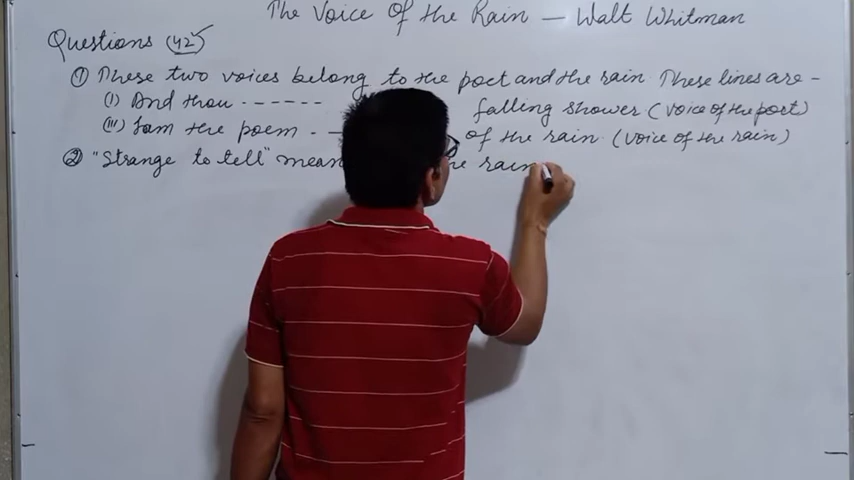 The Voice Of the Rain — Walt Whitman
Questions (42)
① These two voices belong to the poet and the rain. These lines are -
(i) And thou ------ falling shower (voice of the poet)
(ii) I am the poem - of the rain (voice of the rain)
② "Strange to tell" mean rain